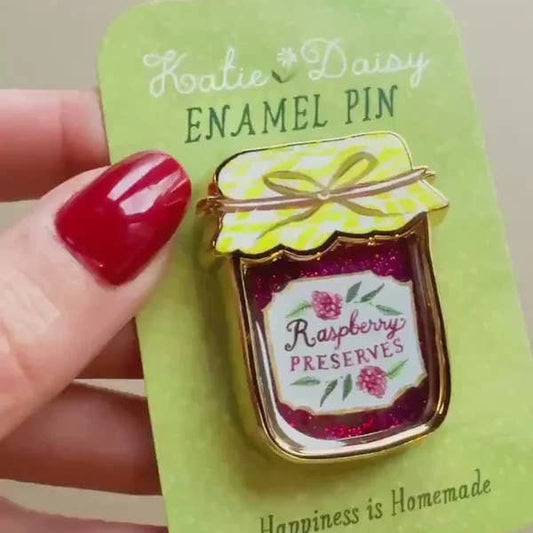 Katie Daisy
ENAMEL PIN
Raspberry
PRESERVES
Happiness is Homemade